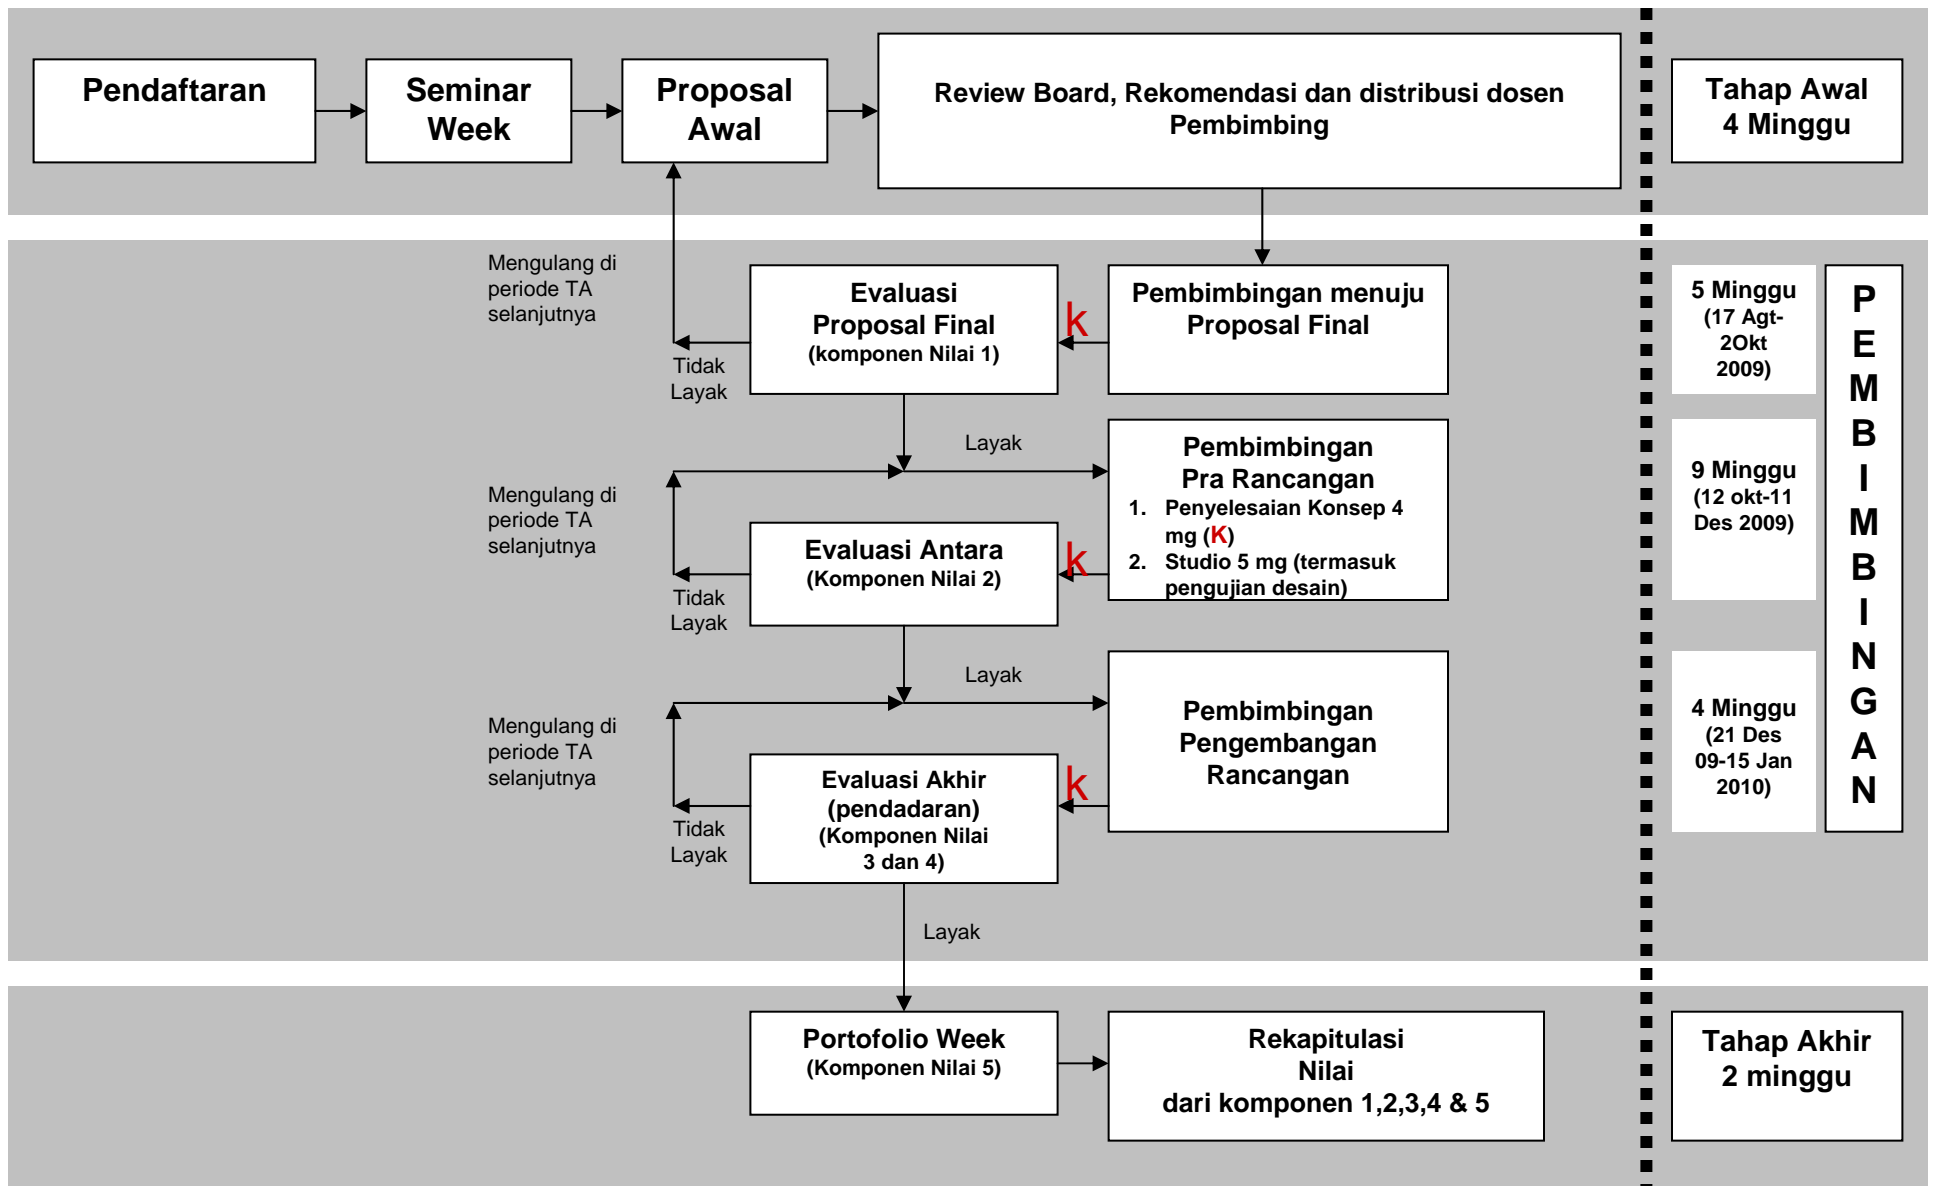 Pendaftaran
Seminar
Week
Proposal
Awal
Review Board, Rekomendasi dan distribusi dosen
Pembimbing
Tahap Awal
4 Minggu
Mengulang di
periode TA
selanjutnya
Tidak
Layak
Evaluasi
Proposal Final
(komponen Nilai 1)
k
Pembimbingan menuju
Proposal Final
5 Minggu
(17 Agt-
2Okt
2009)
P
E
M
B
I
M
B
I
N
G
A
N
Layak
Mengulang di
periode TA
selanjutnya
Tidak
Layak
Evaluasi Antara
(Komponen Nilai 2)
k
Pembimbingan
Pra Rancangan
1. Penyelesaian Konsep 4
mg (K)
2. Studio 5 mg (termasuk
pengujian desain)
9 Minggu
(12 okt-11
Des 2009)
Layak
Mengulang di
periode TA
selanjutnya
Tidak
Layak
Evaluasi Akhir
(pendadaran)
(Komponen Nilai
3 dan 4)
k
Pembimbingan
Pengembangan
Rancangan
4 Minggu
(21 Des
09-15 Jan
2010)
Layak
Portofolio Week
(Komponen Nilai 5)
Rekapitulasi
Nilai
dari komponen 1,2,3,4 & 5
Tahap Akhir
2 minggu